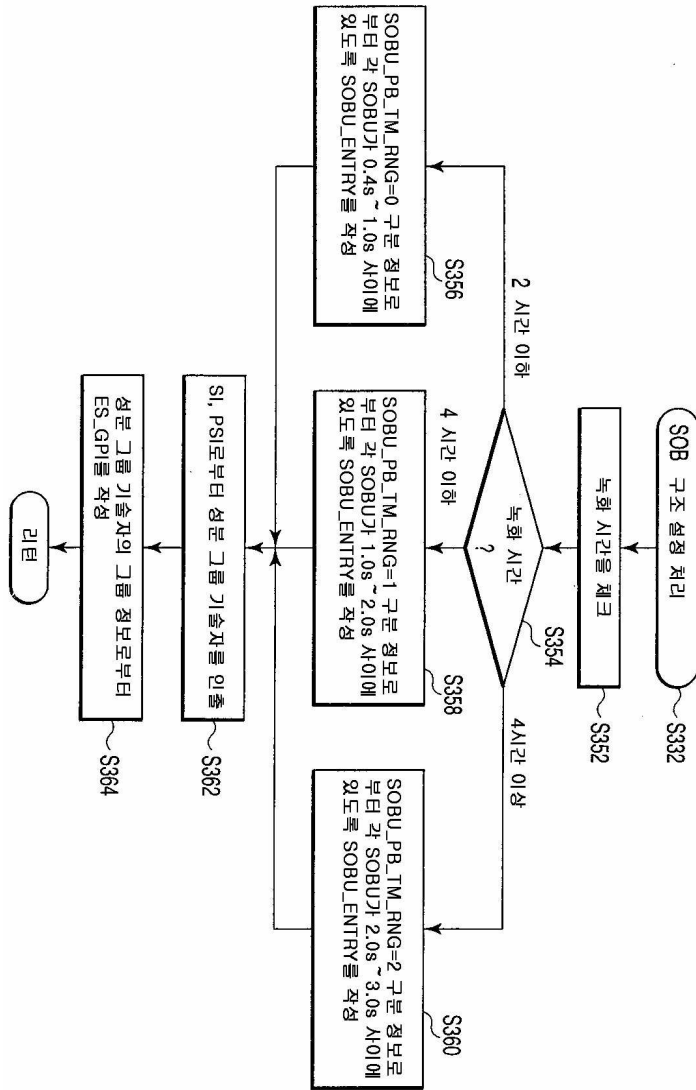 SOB 구조 설정 처리
S332
녹화 시간을 체크
S352
녹화 시간
?
S354
2 시간 이하
4 시간 이하
4시간 이상
SOBU_PB_TM_RNG=0 구분 정보로
부터 각 SOBU가 0.4s ~ 1.0s 사이에
있도록 SOBU_ENTRY를 작성
S356
SOBU_PB_TM_RNG=1 구분 정보로
부터 각 SOBU가 1.0s ~ 2.0s 사이에
있도록 SOBU_ENTRY를 작성
S358
SOBU_PB_TM_RNG=2 구분 정보로
부터 각 SOBU가 2.0s ~ 3.0s 사이에
있도록 SOBU_ENTRY를 작성
S360
SI, PSI로부터 성분 그룹 기술자를 인출
S362
성분 그룹 기술자의 그룹 정보로부터
ES_GPI를 작성
S364
리턴